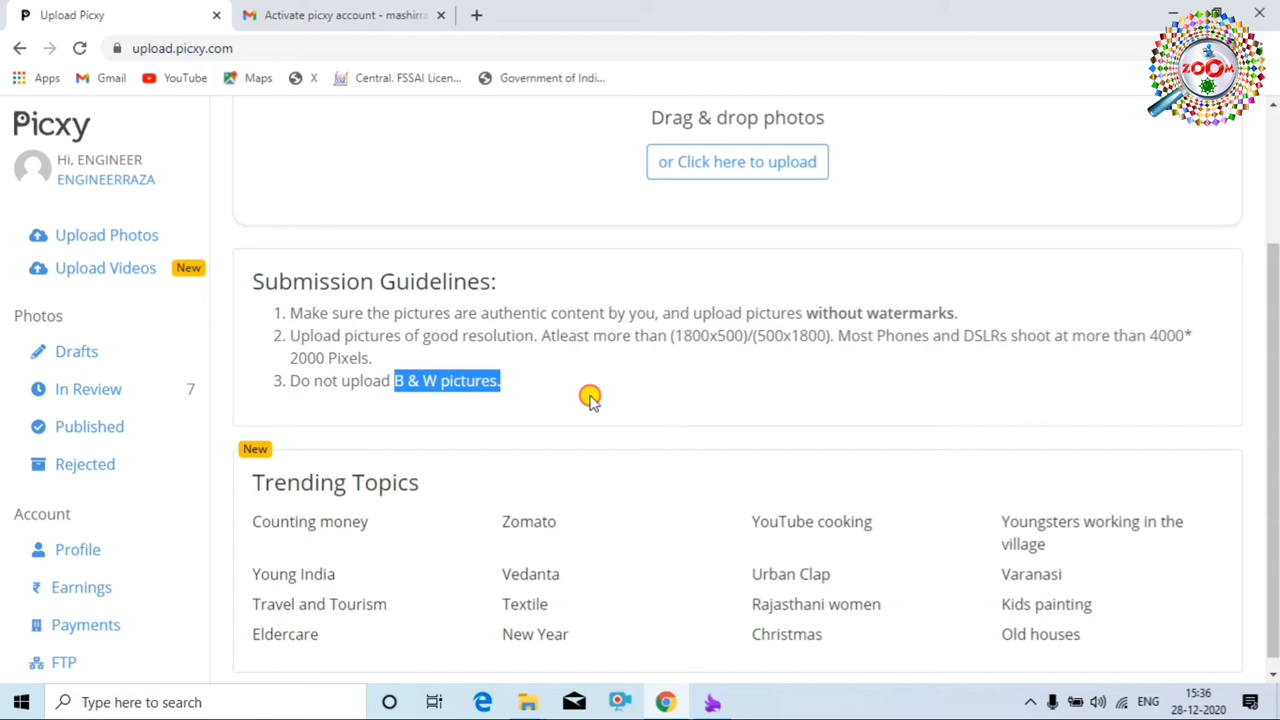 Upload Picxy
Activate picxy account - mashirra
upload.picxy.com
Apps
Gmail
YouTube
Maps
X
Central. FSSAI Licen...
Government of Indi...
ZOOM
Picxy
Hi, ENGINEER
ENGINEERRAZA
Upload Photos
Upload Videos New
Photos
Drafts
In Review 7
Published
Rejected
Account
Profile
Earnings
Payments
FTP
Drag & drop photos
or Click here to upload
Submission Guidelines:
1. Make sure the pictures are authentic content by you, and upload pictures without watermarks.
2. Upload pictures of good resolution. Atleast more than (1800x500)/(500x1800). Most Phones and DSLRs shoot at more than 4000*
2000 Pixels.
3. Do not upload B & W pictures.
New
Trending Topics
Counting money Zomato YouTube cooking Youngsters working in the
village
Young India Vedanta Urban Clap Varanasi
Travel and Tourism Textile Rajasthani women Kids painting
Eldercare New Year Christmas Old houses
Type here to search
ENG
15:36
28-12-2020